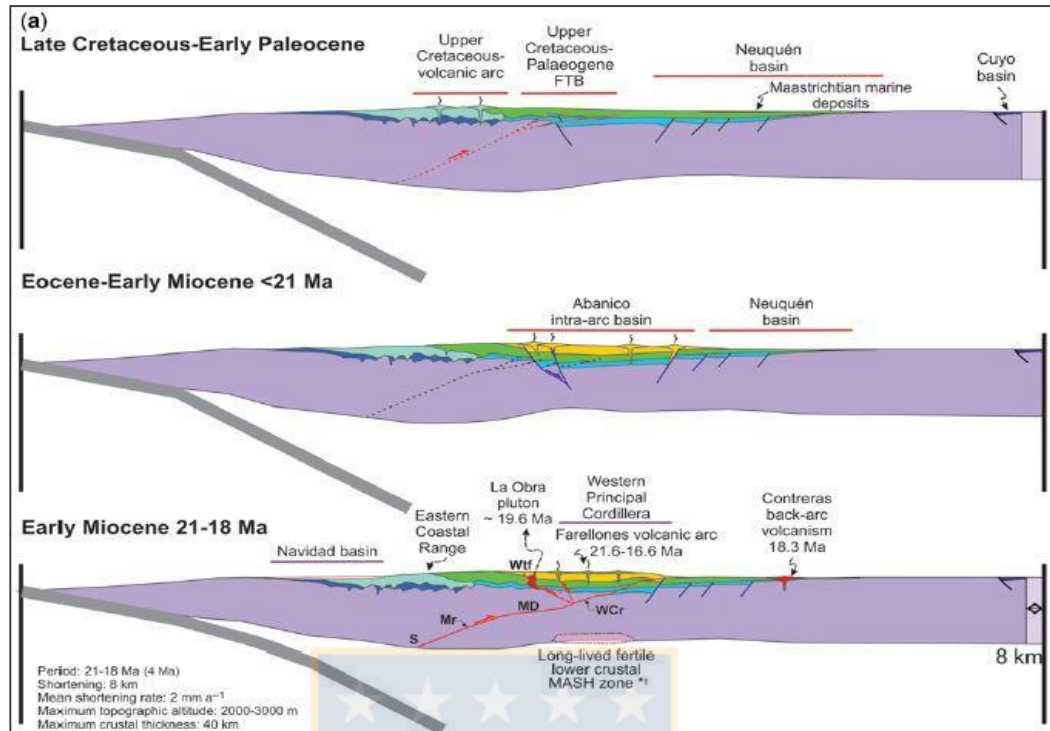 (a)
Late Cretaceous-Early Paleocene
Upper
Cretaceous-
volcanic arc
Upper
Cretaceous-
Palaeogene
FTB
Neuquén
basin
Maastrichtian marine
deposits
Cuyo
basin
Eocene-Early Miocene <21 Ma
Abanico
intra-arc basin
Neuquén
basin
Early Miocene 21-18 Ma
Navidad basin
Eastern
Coastal
Range
La Obra
pluton
~ 19.6 Ma
Western
Principal
Cordillera
Farellones volcanic arc
21.6-16.6 Ma
Contreras
back-arc
volcanism
18.3 Ma
Wtf
MD
WCr
Mr
S
Long-lived fertile
lower crustal
MASH zone *¹
8 km
Period: 21-18 Ma (4 Ma)
Shortening: 8 km
Mean shortening rate: 2 mm a⁻¹
Maximum topographic altitude: 2000-3000 m
Maximum crustal thickness: 40 km